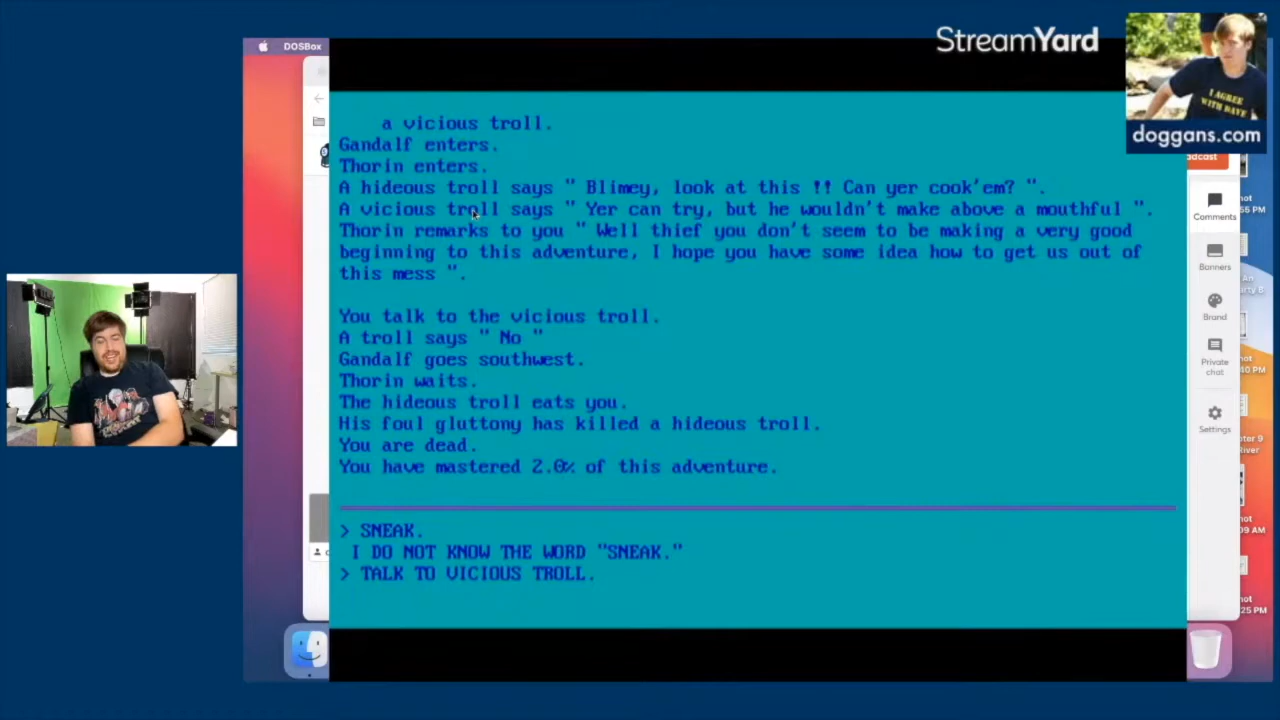 StreamYard
I AGREE
WITH DAVE
doggans.com
DOSBox
a vicious troll.
Gandalf enters.
Thorin enters.
A hideous troll says " Blimey, look at this !! Can yer cook'em? ".
A vicious troll says " Yer can try, but he wouldn't make above a mouthful ".
Thorin remarks to you " Well thief you don't seem to be making a very good
beginning to this adventure, I hope you have some idea how to get us out of
this mess ".
You talk to the vicious troll.
A troll says " No "
Gandalf goes southwest.
Thorin waits.
The hideous troll eats you.
His foul gluttony has killed a hideous troll.
You are dead.
You have mastered 2.0% of this adventure.
> SNEAK.
I DO NOT KNOW THE WORD "SNEAK."
> TALK TO VICIOUS TROLL.
Comments
Banners
Brand
Private
chat
Settings